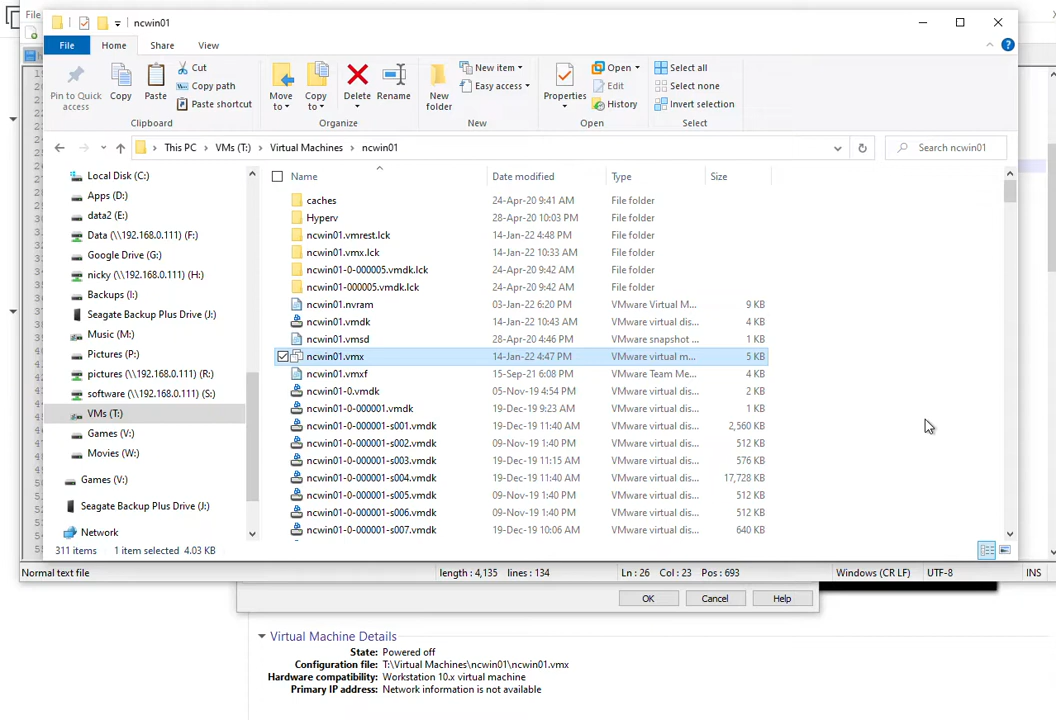 File
ncwin01
File Home Share View
Pin to Quick access
Copy
Paste
Cut
Copy path
Paste shortcut
Move to
Copy to
Delete
Rename
New folder
New item
Easy access
Properties
Open
Edit
History
Select all
Select none
Invert selection
Clipboard Organize New Open Select
This PC > VMs (T:) > Virtual Machines > ncwin01
Search ncwin01
Local Disk (C:)
Apps (D:)
data2 (E:)
Data (\\192.168.0.111) (F:)
Google Drive (G:)
nicky (\\192.168.0.111) (H:)
Backups (I:)
Seagate Backup Plus Drive (J:)
Music (M:)
Pictures (P:)
pictures (\\192.168.0.111) (R:)
software (\\192.168.0.111) (S:)
VMs (T:)
Games (V:)
Movies (W:)
Games (V:)
Seagate Backup Plus Drive (J:)
Network
Name Date modified Type Size
caches 24-Apr-20 9:41 AM File folder
Hyperv 28-Apr-20 10:03 PM File folder
ncwin01.vmrest.lck 14-Jan-22 4:48 PM File folder
ncwin01.vmx.lck 14-Jan-22 10:33 AM File folder
ncwin01-0-000005.vmdk.lck 24-Apr-20 9:42 AM File folder
ncwin01-000005.vmdk.lck 24-Apr-20 9:42 AM File folder
ncwin01.nvram 03-Jan-22 6:20 PM VMware Virtual M... 9 KB
ncwin01.vmdk 14-Jan-22 10:43 AM VMware virtual dis... 4 KB
ncwin01.vmsd 28-Apr-20 4:46 PM VMware snapshot ... 1 KB
ncwin01.vmx 14-Jan-22 4:47 PM VMware virtual m... 5 KB
ncwin01.vmxf 15-Sep-21 6:08 PM VMware Team Me... 4 KB
ncwin01-0.vmdk 05-Nov-19 4:54 PM VMware virtual dis... 2 KB
ncwin01-0-000001.vmdk 19-Dec-19 9:23 AM VMware virtual dis... 1 KB
ncwin01-0-000001-s001.vmdk 19-Dec-19 11:40 AM VMware virtual dis... 2,560 KB
ncwin01-0-000001-s002.vmdk 09-Nov-19 1:40 PM VMware virtual dis... 512 KB
ncwin01-0-000001-s003.vmdk 19-Dec-19 11:15 AM VMware virtual dis... 576 KB
ncwin01-0-000001-s004.vmdk 19-Dec-19 11:40 AM VMware virtual dis... 17,728 KB
ncwin01-0-000001-s005.vmdk 09-Nov-19 1:40 PM VMware virtual dis... 512 KB
ncwin01-0-000001-s006.vmdk 09-Nov-19 1:40 PM VMware virtual dis... 512 KB
ncwin01-0-000001-s007.vmdk 19-Dec-19 10:06 AM VMware virtual dis... 640 KB
311 items 1 item selected 4.03 KB
Normal text file length : 4,135 lines : 134 Ln : 26 Col : 23 Pos : 693 Windows (CR LF) UTF-8 INS
OK Cancel Help
Virtual Machine Details
State: Powered off
Configuration file: T:\Virtual Machines\ncwin01\ncwin01.vmx
Hardware compatibility: Workstation 10.x virtual machine
Primary IP address: Network information is not available